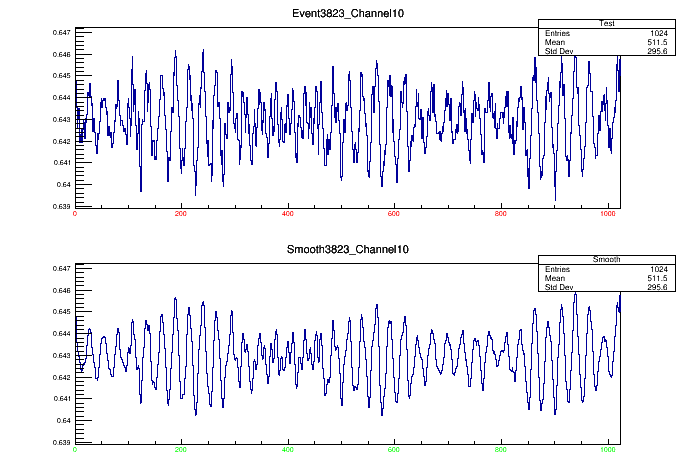 Event3823_Channel10
Test
Entries 1024
Mean 511.5
Std Dev 295.6
0.647
0.646
0.645
0.644
0.643
0.642
0.641
0.64
0.639
0 200 400 600 800 1000
Smooth3823_Channel10
Smooth
Entries 1024
Mean 511.5
Std Dev 295.6
0.647
0.646
0.645
0.644
0.643
0.642
0.641
0.64
0.639
0 200 400 600 800 1000